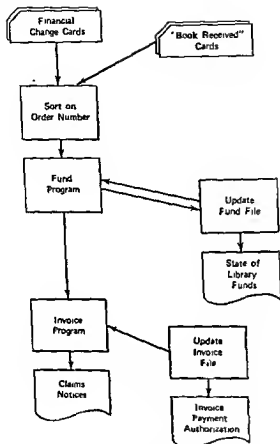 Financial
Change Cards
"Book Received"
Cards
Sort on
Order Number
Fund
Program
Update
Fund File
State of
Library
Funds
Invoice
Program
Update
Invoice
File
Claims
Notices
Invoice
Payment
Authorization